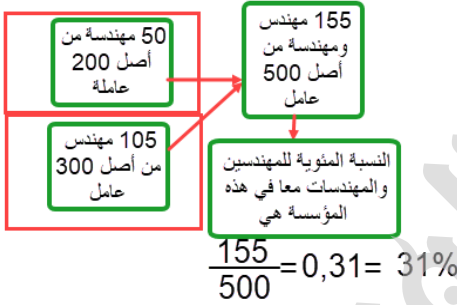 50 مهندسة من
أصل 200
عاملة
155 مهندس
ومهندسة من
أصل 500
عامل
105 مهندس
من أصل 300
عامل
النسبة المئوية للمهندسين
والمهندسات معا في هذه
المؤسسة هي
155
500
=0,31= 31%